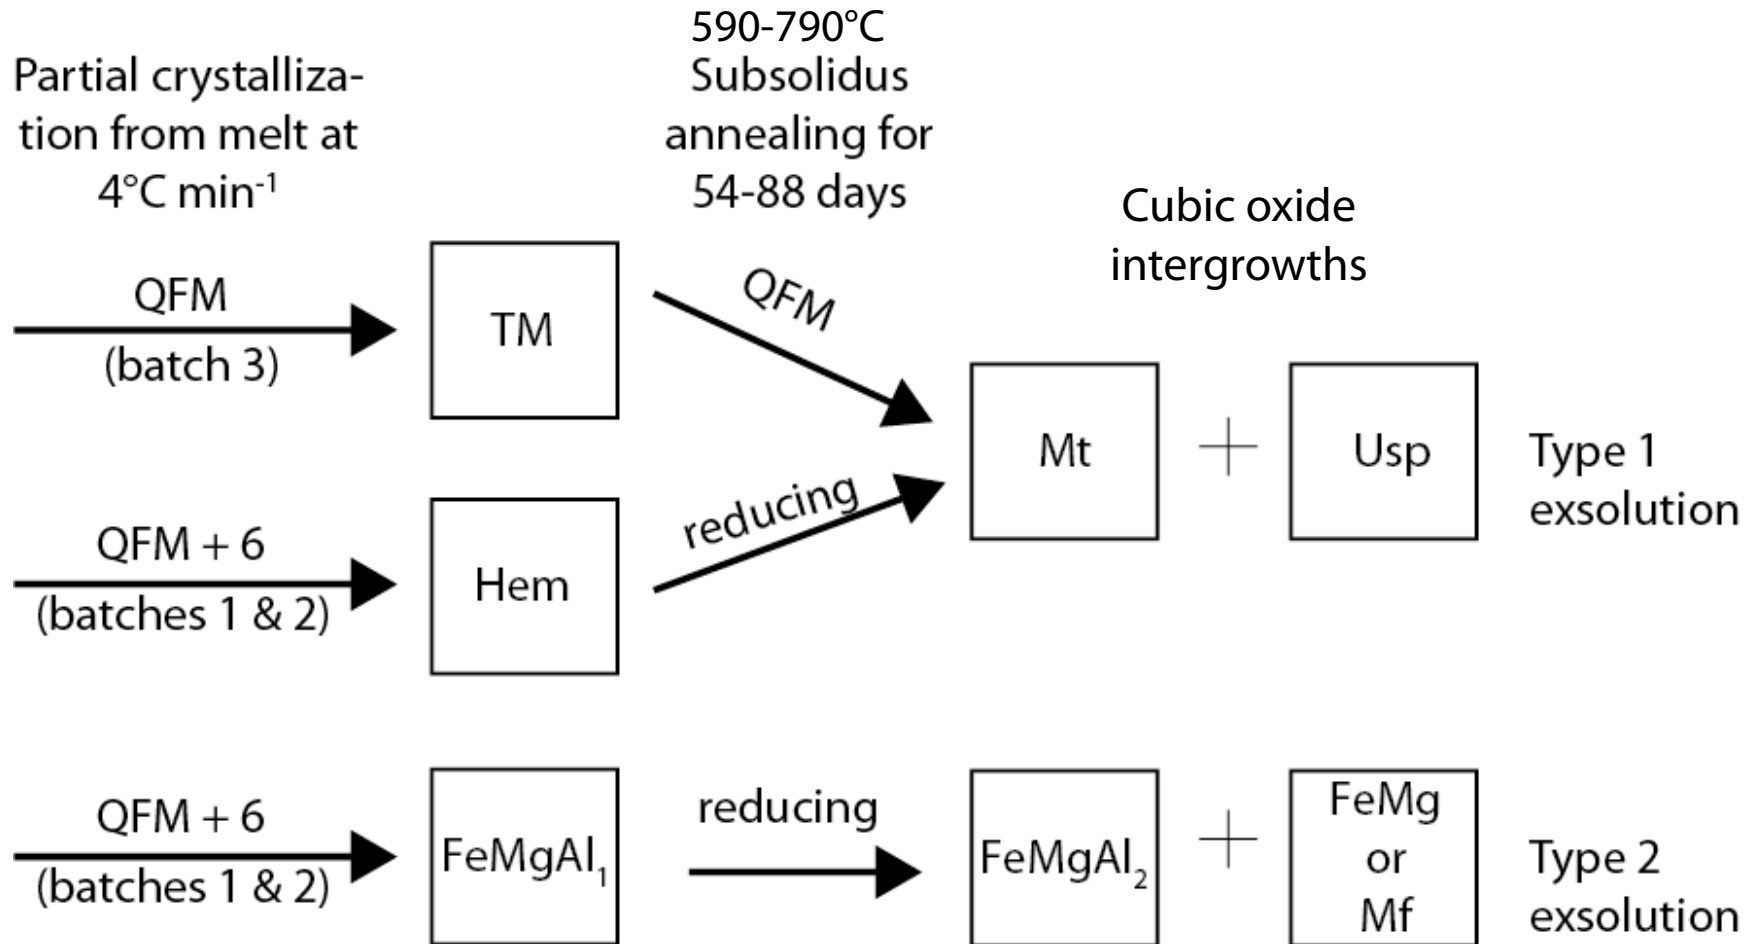 Partial crystalliza-
tion from melt at
4°C min-1
590-790°C
Subsolidus
annealing for
54-88 days
Cubic oxide
intergrowths
QFM
(batch 3)
TM
QFM
Mt
+
Usp
Type 1
exsolution
QFM + 6
(batches 1 & 2)
Hem
reducing
QFM + 6
(batches 1 & 2)
FeMgAl1
reducing
FeMgAl2
+
FeMg
or
Mf
Type 2
exsolution